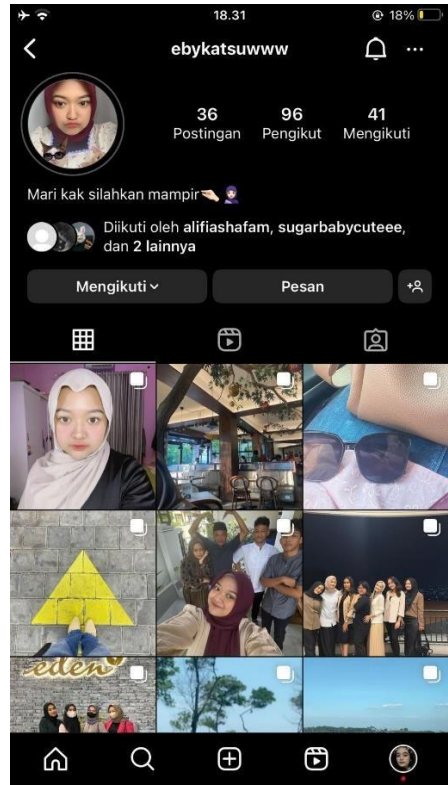 18.31
18%
ebykatsuwww
36
96
41
Postingan
Pengikut
Mengikuti
Mari kak silahkan mampir
Diikuti oleh alifiashafam, sugarbabycuteee,
dan 2 lainnya
Mengikuti
Pesan
eden